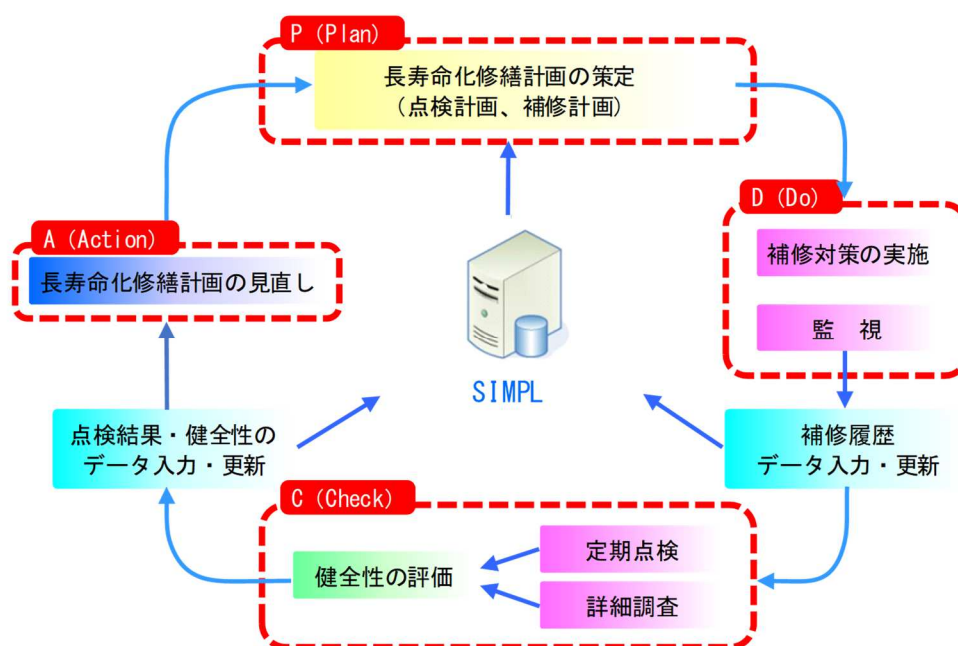 P (Plan)
長寿命化修繕計画の策定
(点検計画、補修計画)
D (Do)
補修対策の実施
監　視
A (Action)
長寿命化修繕計画の見直し
SIMPL
点検結果・健全性の
データ入力・更新
補修履歴
データ入力・更新
C (Check)
定期点検
健全性の評価
詳細調査